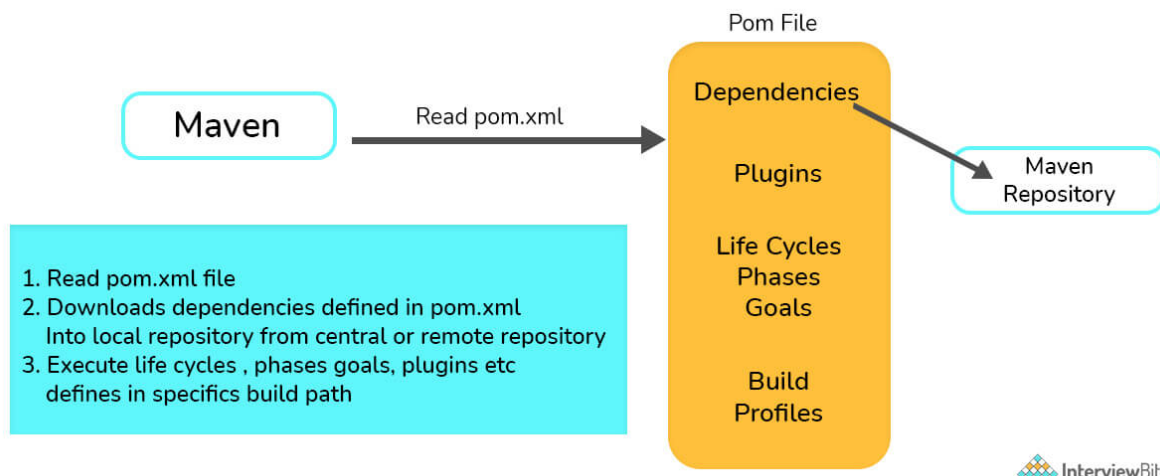 Pom File
Maven
Read pom.xml
Dependencies
Plugins
Life Cycles
Phases
Goals
Build
Profiles
Maven
Repository
1. Read pom.xml file
2. Downloads dependencies defined in pom.xml
Into local repository from central or remote repository
3. Execute life cycles , phases goals, plugins etc
defines in specifics build path
InterviewBit